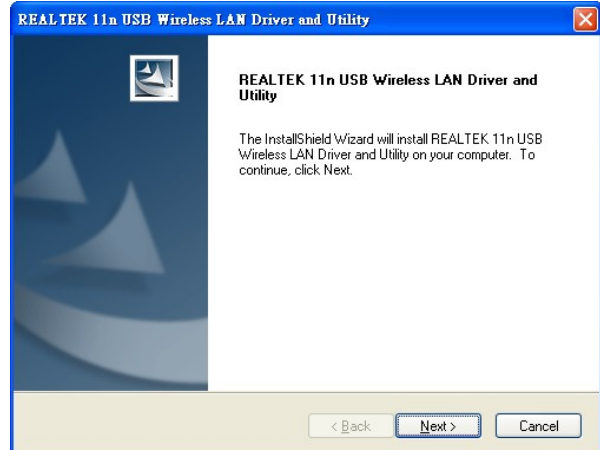 REALTEK 11n USB Wireless LAN Driver and Utility
REALTEK 11n USB Wireless LAN Driver and
Utility
The InstallShield Wizard will install REALTEK 11n USB
Wireless LAN Driver and Utility on your computer. To
continue, click Next.
< Back
Next >
Cancel